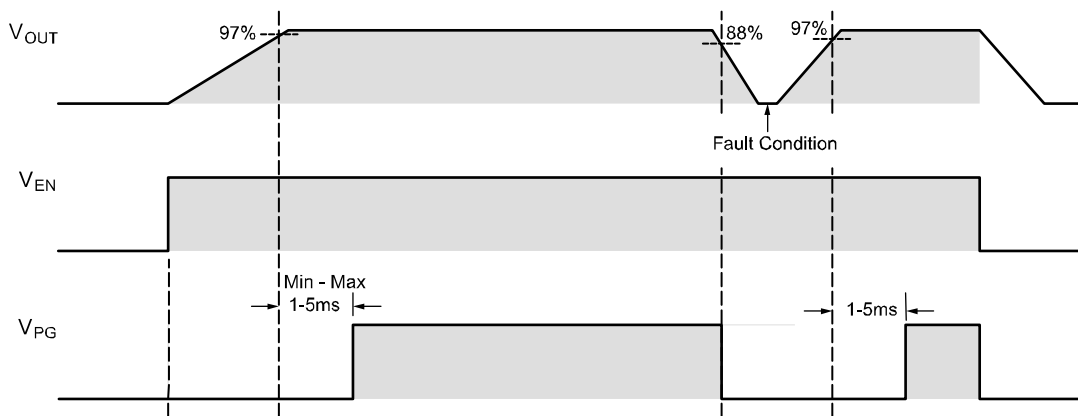 VOUT
97%
88%
97%
Fault Condition
VEN
Min - Max
1-5ms
1-5ms
VPG